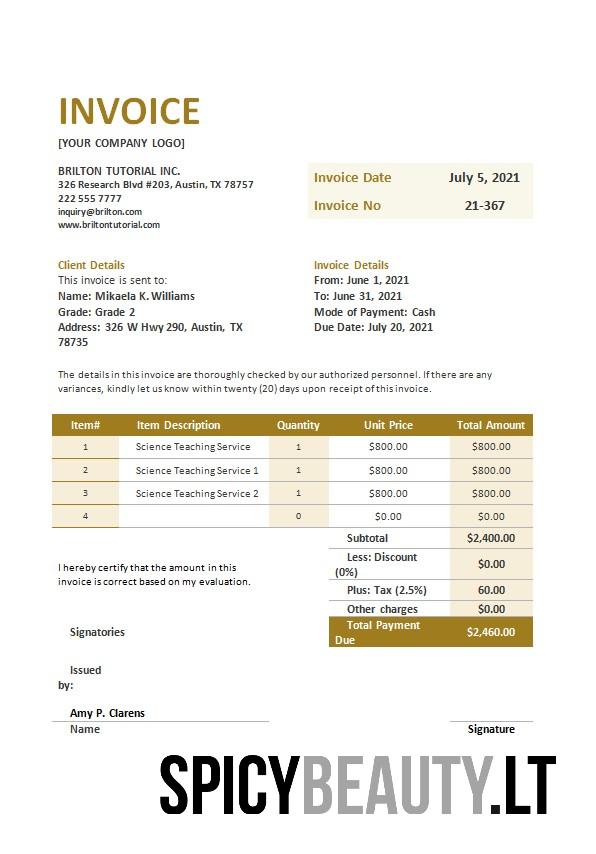 INVOICE
[YOUR COMPANY LOGO]
BRILTON TUTORIAL INC.
326 Research Blvd #203, Austin, TX 78757
222 555 7777
inquiry@brilton.com
www.briltontutorial.com
Invoice Date July 5, 2021
Invoice No 21-367
Client Details
This invoice is sent to:
Name: Mikaela K. Williams
Grade: Grade 2
Address: 326 W Hwy 290, Austin, TX
78735
Invoice Details
From: June 1, 2021
To: June 31, 2021
Mode of Payment: Cash
Due Date: July 20, 2021
The details in this invoice are thoroughly checked by our authorized personnel. If there are any
variances, kindly let us know within twenty (20) days upon receipt of this invoice.
Item# Item Description Quantity Unit Price Total Amount
1 Science Teaching Service 1 $800.00 $800.00
2 Science Teaching Service 1 1 $800.00 $800.00
3 Science Teaching Service 2 1 $800.00 $800.00
4 0 $0.00 $0.00
Subtotal $2,400.00
Less: Discount
(0%) $0.00
Plus: Tax (2.5%) 60.00
Other charges $0.00
Total Payment
Due $2,460.00
I hereby certify that the amount in this
invoice is correct based on my evaluation.
Signatories
Issued
by:
Amy P. Clarens
Name Signature
SPICYBEAUTY.LT